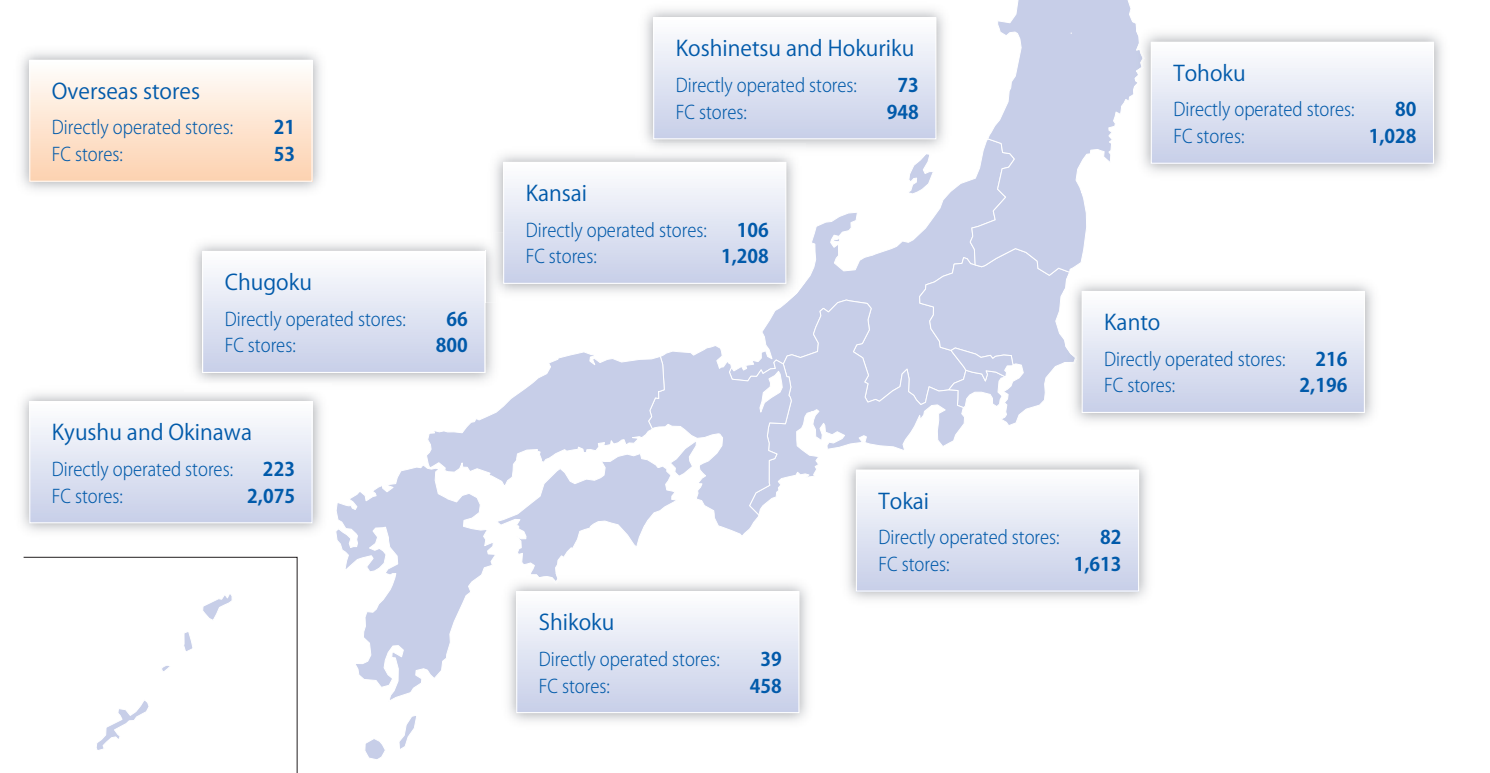 Koshinetsu and Hokuriku
Directly operated stores: 73
FC stores: 948
Tohoku
Directly operated stores: 80
FC stores: 1,028
Overseas stores
Directly operated stores: 21
FC stores: 53
Kansai
Directly operated stores: 106
FC stores: 1,208
Chugoku
Directly operated stores: 66
FC stores: 800
Kanto
Directly operated stores: 216
FC stores: 2,196
Kyushu and Okinawa
Directly operated stores: 223
FC stores: 2,075
Tokai
Directly operated stores: 82
FC stores: 1,613
Shikoku
Directly operated stores: 39
FC stores: 458